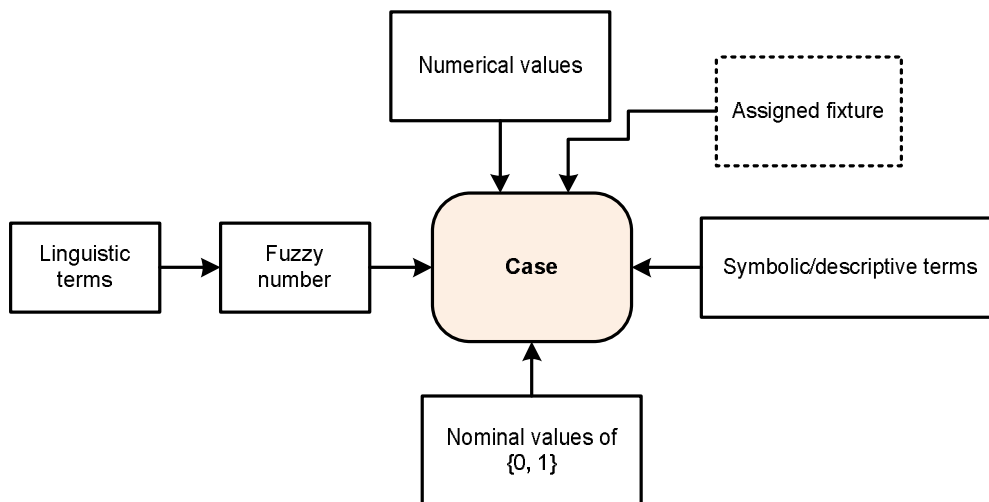 Numerical values
Assigned fixture
Linguistic
terms
Fuzzy
number
Case
Symbolic/descriptive terms
Nominal values of
{0, 1}